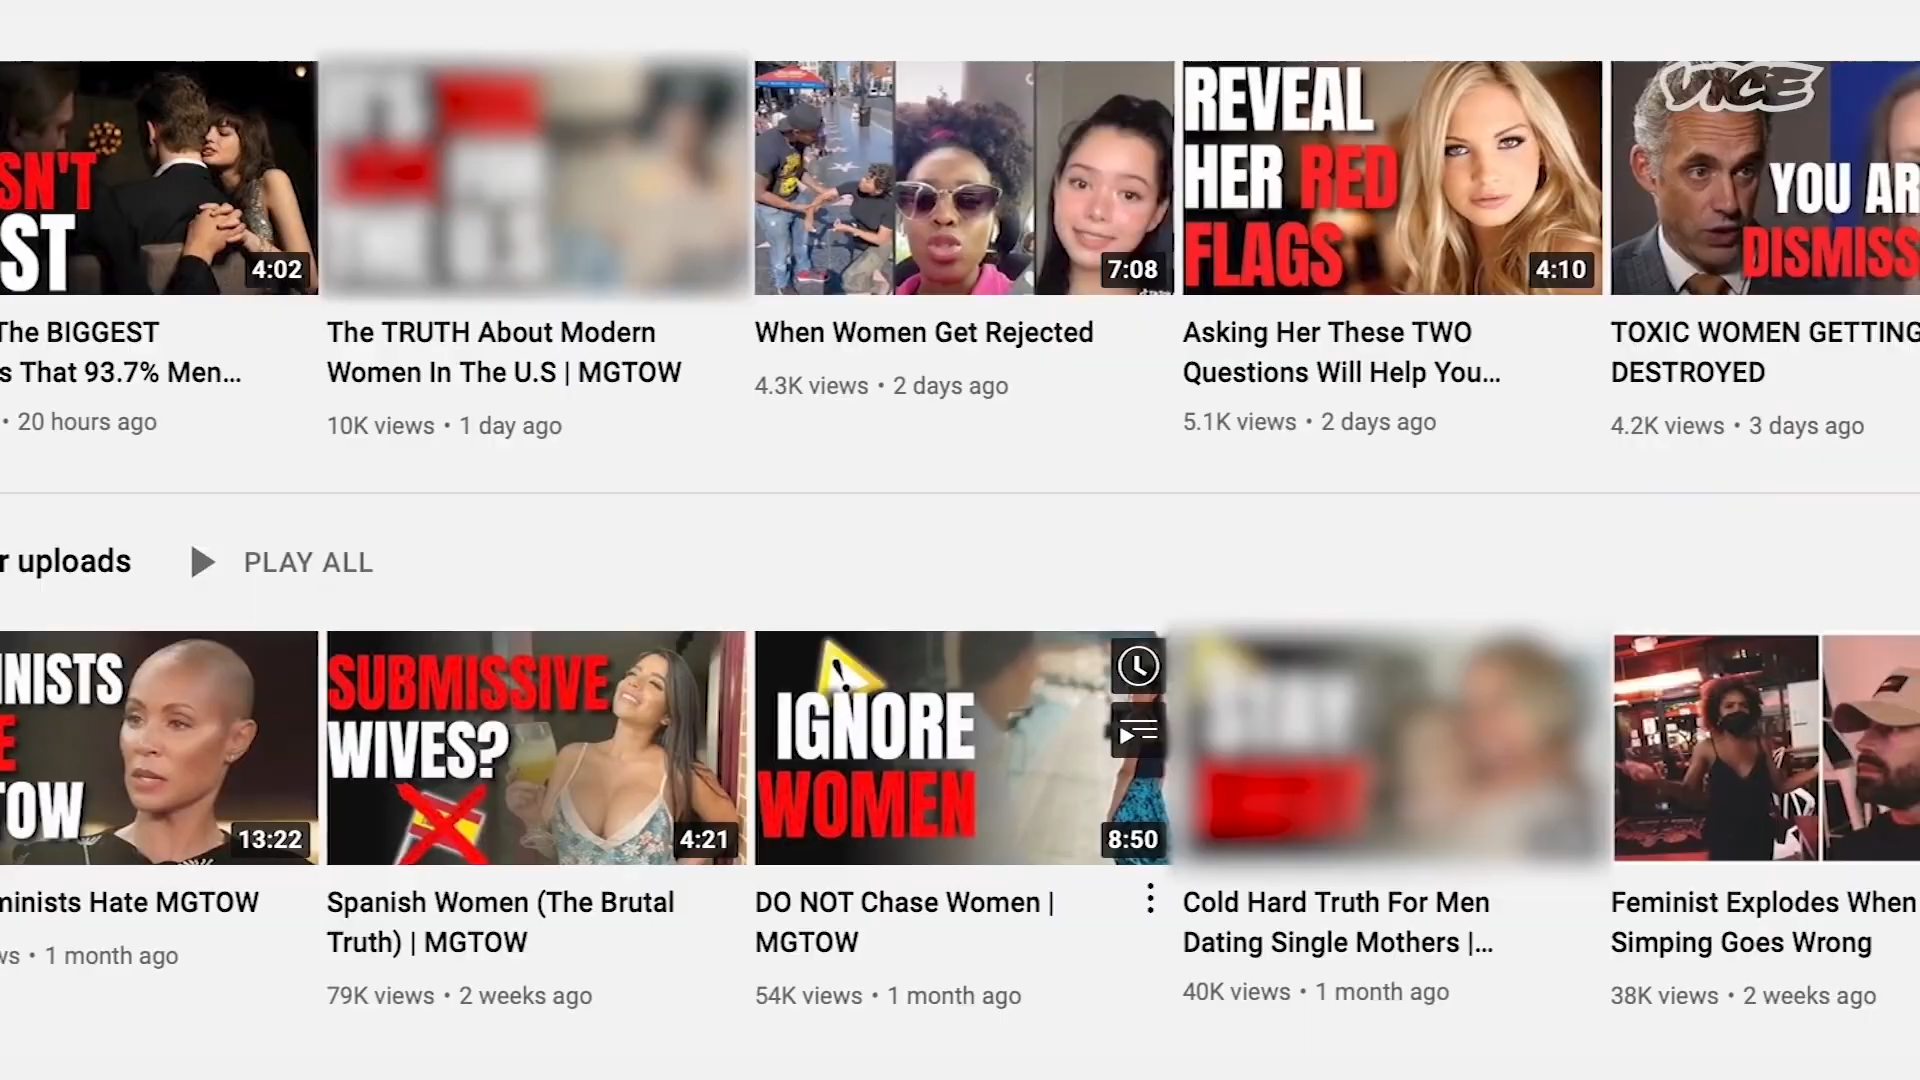 SN'T
ST
4:02
7:08
REVEAL
HER RED
FLAGS
4:10
VICE
YOU AR
DISMISS
The BIGGEST
s That 93.7% Men...
• 20 hours ago
The TRUTH About Modern
Women In The U.S | MGTOW
10K views • 1 day ago
When Women Get Rejected
4.3K views • 2 days ago
Asking Her These TWO
Questions Will Help You...
5.1K views • 2 days ago
TOXIC WOMEN GETTING
DESTROYED
4.2K views • 3 days ago
r uploads
PLAY ALL
INISTS
E
TOW
13:22
SUBMISSIVE
WIVES?
4:21
IGNORE
WOMEN
8:50
STAY
minists Hate MGTOW
ws • 1 month ago
Spanish Women (The Brutal
Truth) | MGTOW
79K views • 2 weeks ago
DO NOT Chase Women |
MGTOW
54K views • 1 month ago
Cold Hard Truth For Men
Dating Single Mothers |...
40K views • 1 month ago
Feminist Explodes When
Simping Goes Wrong
38K views • 2 weeks ago